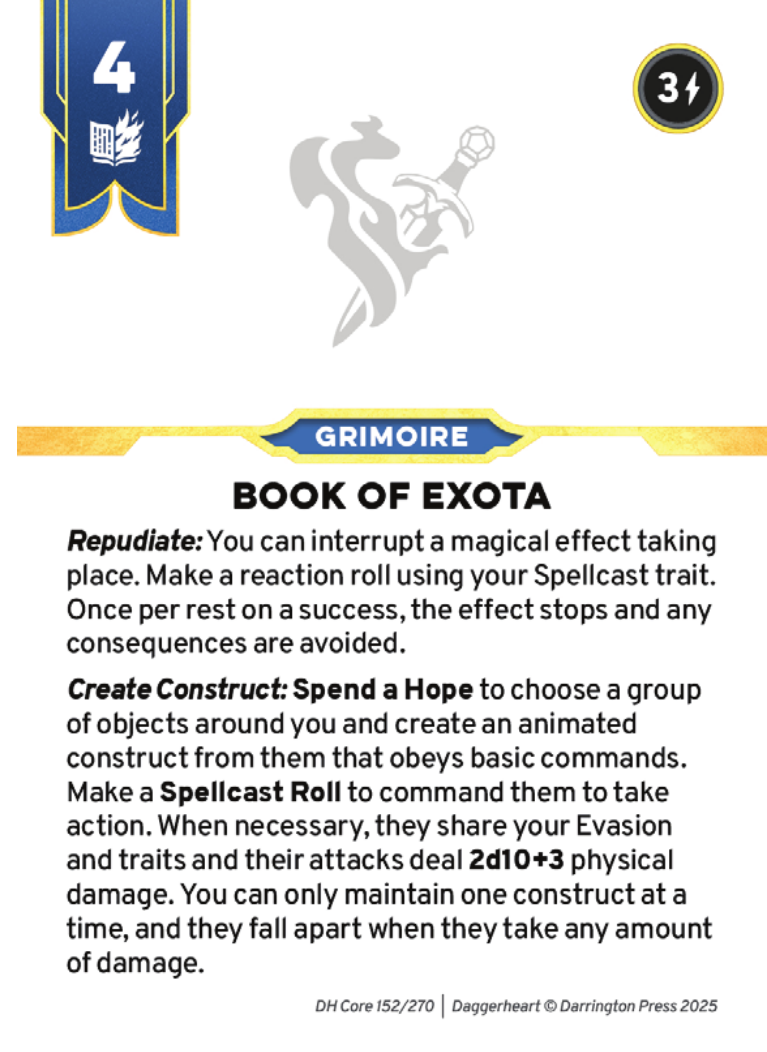 4
3
GRIMOIRE
BOOK OF EXOTA
Repudiate: You can interrupt a magical effect taking
place. Make a reaction roll using your Spellcast trait.
Once per rest on a success, the effect stops and any
consequences are avoided.
Create Construct: Spend a Hope to choose a group
of objects around you and create an animated
construct from them that obeys basic commands.
Make a Spellcast Roll to command them to take
action. When necessary, they share your Evasion
and traits and their attacks deal 2d10+3 physical
damage. You can only maintain one construct at a
time, and they fall apart when they take any amount
of damage.
DH Core 152/270 | Daggerheart © Darrington Press 2025